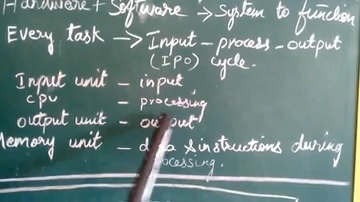 Hardware + Software → System to function
Every task → Input - process - output
(IPO) cycle.
Input unit - input
CPU - processing
output unit - output
Memory unit - data & instructions during
processing.